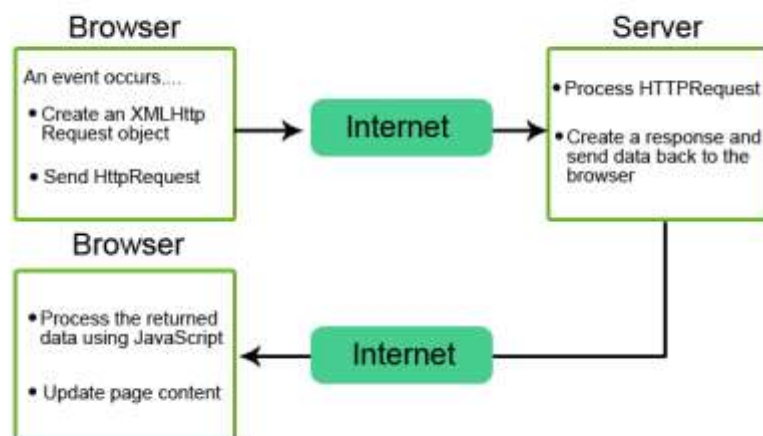 Browser
An event occurs....
• Create an XMLHttp
Request object
• Send HttpRequest
Internet
Server
• Process HTTPRequest
• Create a response and
send data back to the
browser
Browser
• Process the returned
data using JavaScript
• Update page content
Internet